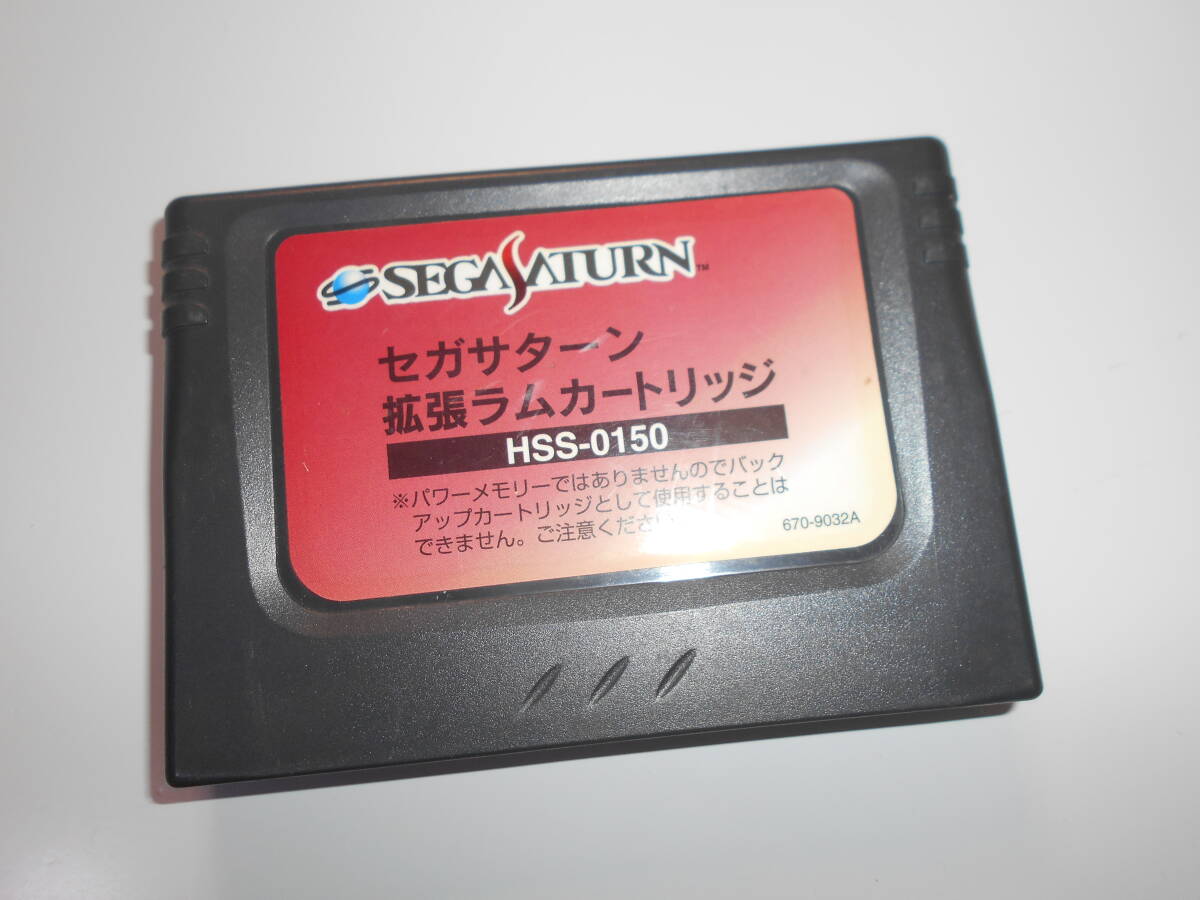 SEGA SATURN TM
セガサターン
拡張ラムカートリッジ
HSS-0150
※パワーメモリーではありませんのでバック
アップカートリッジとして使用することは
できません。ご注意ください
670-9032A